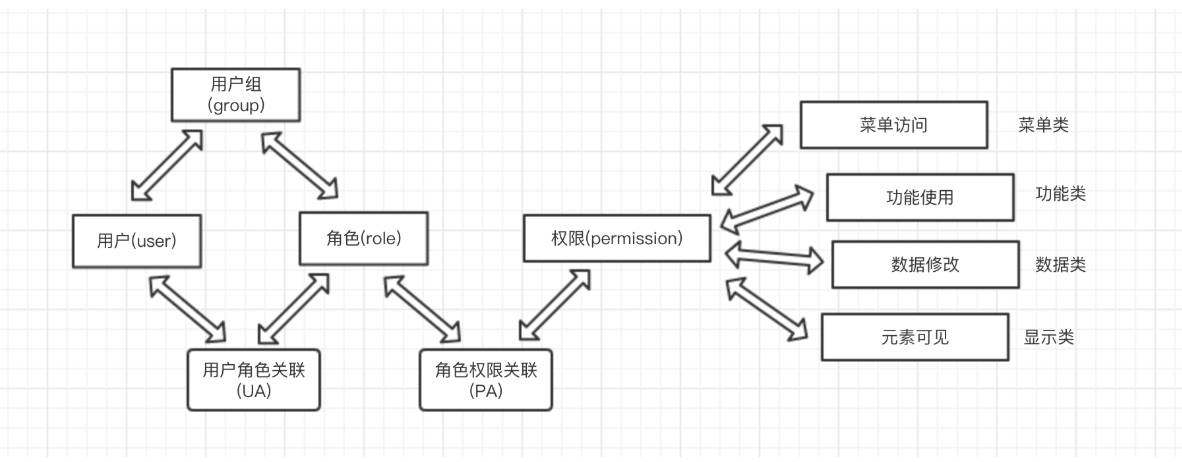 用户组
(group)
用户(user)
角色(role)
用户角色关联
(UA)
角色权限关联
(PA)
权限(permission)
菜单访问
菜单类
功能使用
功能类
数据修改
数据类
元素可见
显示类